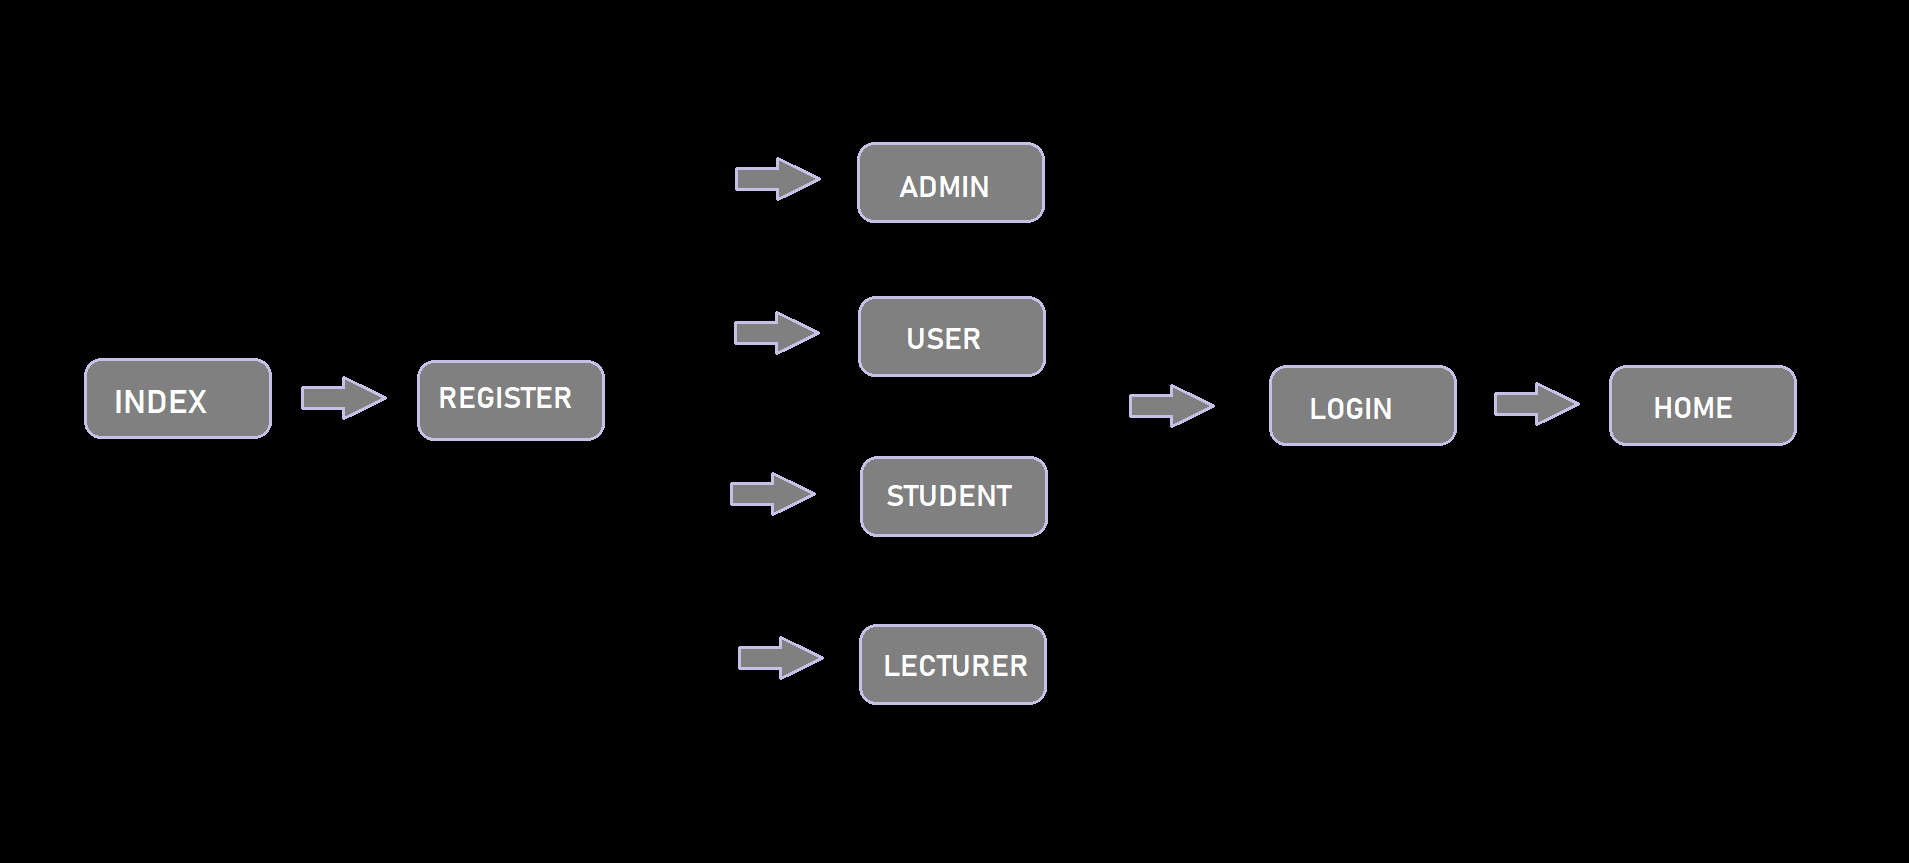 INDEX
REGISTER
ADMIN
USER
STUDENT
LECTURER
LOGIN
HOME